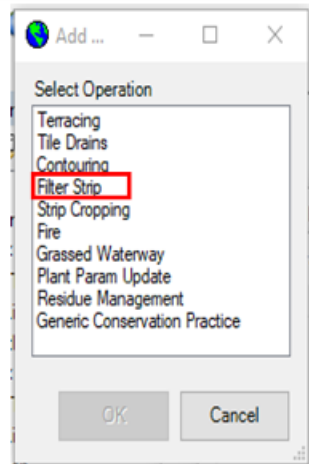 Add ...
Select Operation
Terracing
Tile Drains
Contouring
Filter Strip
Strip Cropping
Fire
Grassed Waterway
Plant Param Update
Residue Management
Generic Conservation Practice
OK
Cancel